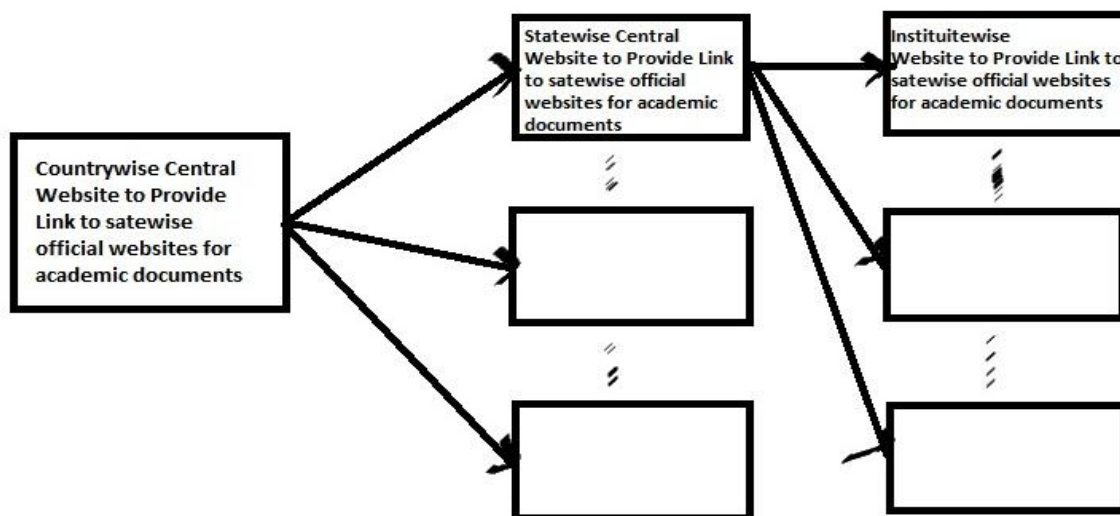 Countrywise Central
Website to Provide
Link to satewise
official websites for
academic documents
Statewise Central
Website to Provide Link
to satewise official
websites for academic
documents
Instituitewise
Website to Provide Link to
satewise official websites
for academic documents